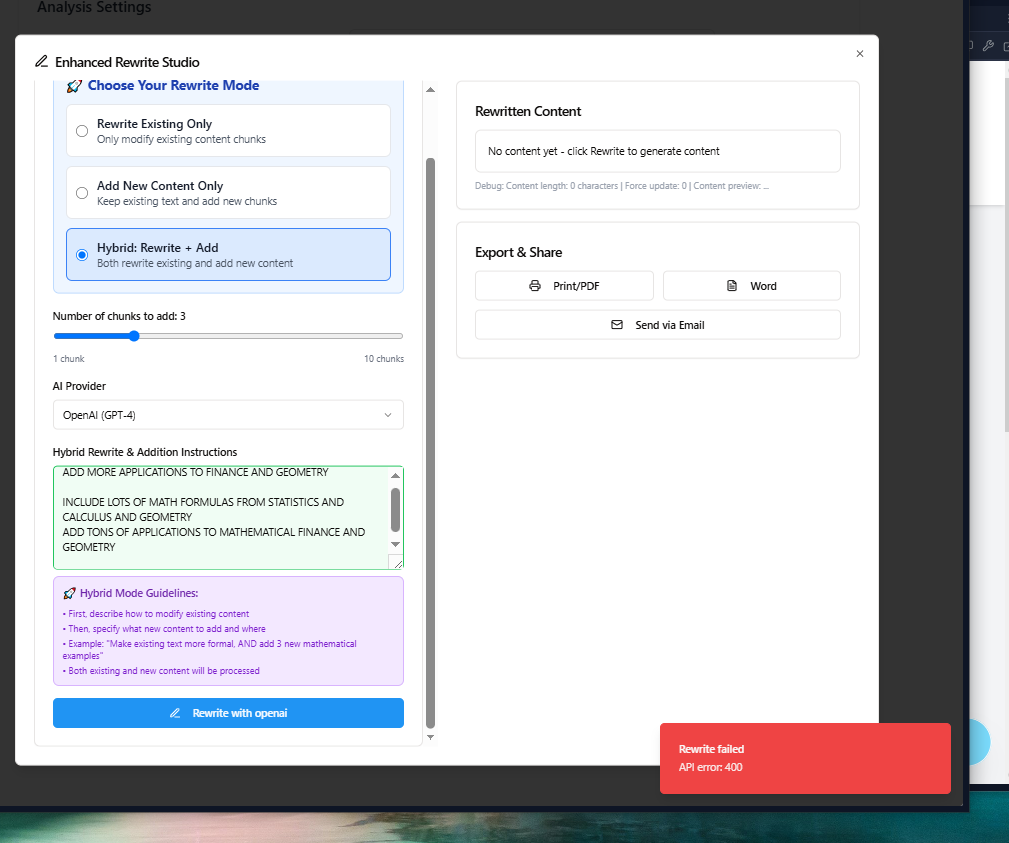 Analysis Settings
Enhanced Rewrite Studio
🚀 Choose Your Rewrite Mode
Rewrite Existing Only
Only modify existing content chunks
Add New Content Only
Keep existing text and add new chunks
Hybrid: Rewrite + Add
Both rewrite existing and add new content
Number of chunks to add: 3
1 chunk
10 chunks
AI Provider
OpenAI (GPT-4)
Hybrid Rewrite & Addition Instructions
ADD MORE APPLICATIONS TO FINANCE AND GEOMETRY
INCLUDE LOTS OF MATH FORMULAS FROM STATISTICS AND
CALCULUS AND GEOMETRY
ADD TONS OF APPLICATIONS TO MATHEMATICAL FINANCE AND
GEOMETRY
🚀 Hybrid Mode Guidelines:
• First, describe how to modify existing content
• Then, specify what new content to add and where
• Example: "Make existing text more formal, AND add 3 new mathematical
examples"
• Both existing and new content will be processed
Rewrite with openai
Rewritten Content
No content yet - click Rewrite to generate content
Debug: Content length: 0 characters | Force update: 0 | Content preview: ...
Export & Share
Print/PDF
Word
Send via Email
Rewrite failed
API error: 400